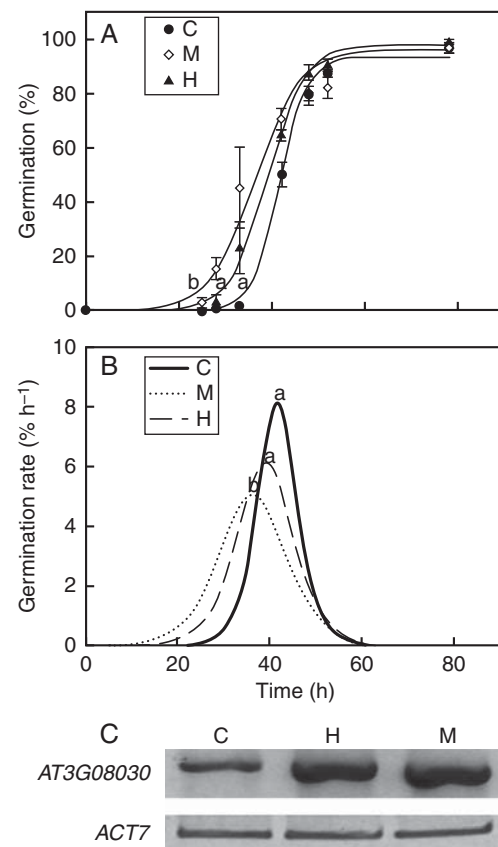 A
C
M
H
Germination (%)
100
80
60
40
20
0
b a a
B
C
M
H
Germination rate (% h–1)
10
8
6
4
2
0
a
a
b
0 20 40 60 80
Time (h)
C
C H M
AT3G08030
ACT7